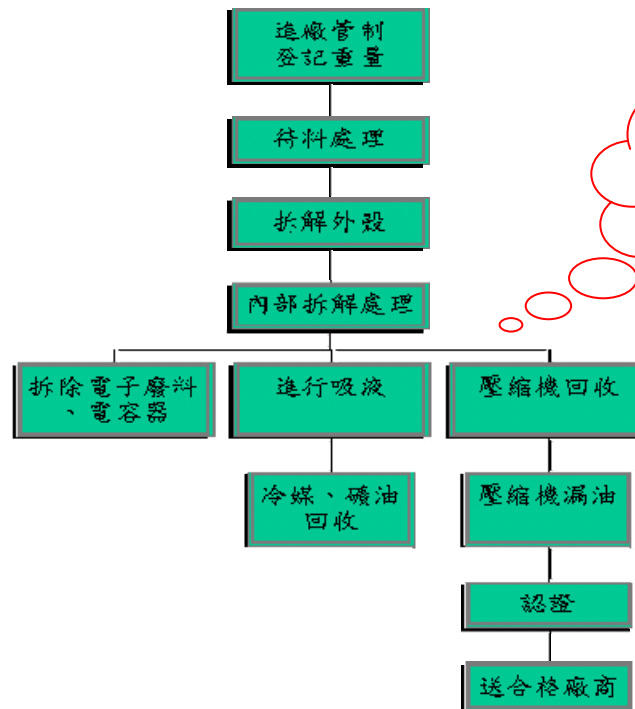 進廠管制
登記重量
待料處理
拆解外殼
內部拆解處理
拆除電子廢料
、電容器
進行吸液
壓縮機回收
冷媒、礦油
回收
壓縮機漏油
認證
送合格廠商